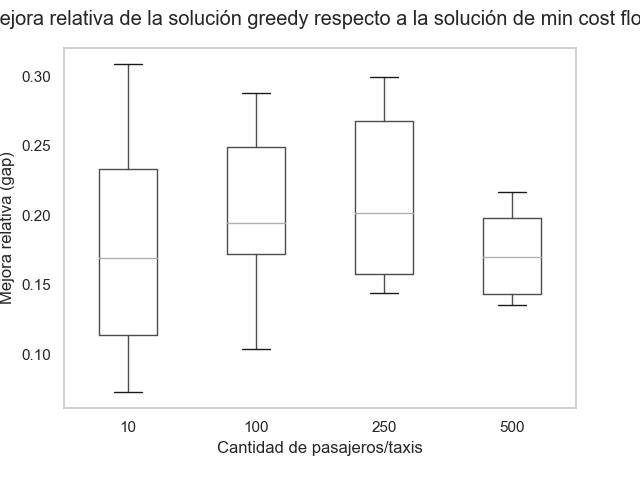 ejora relativa de la solución greedy respecto a la solución de min cost flo
0.30
0.25
0.20
0.15
0.10
Mejora relativa (gap)
10 100 250 500
Cantidad de pasajeros/taxis